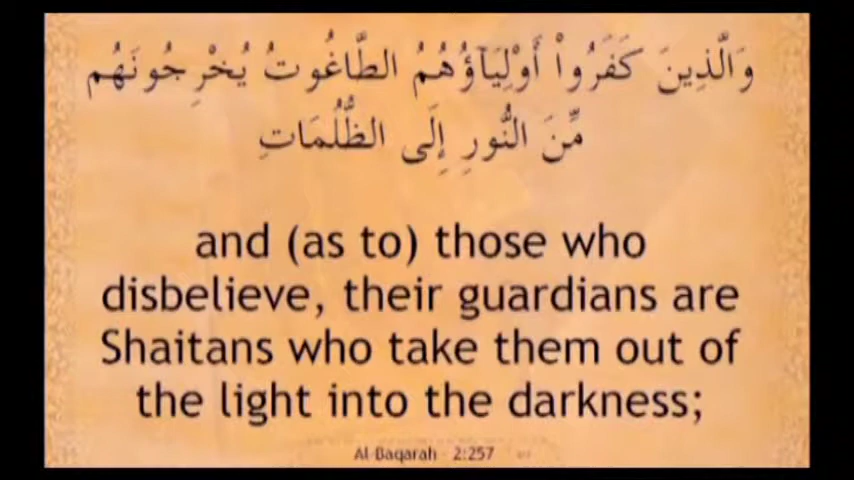 وَالَّذِينَ كَفَرُواْ أَوْلِيَآؤُهُمُ الطَّاغُوتُ يُخْرِجُونَهُم
مِّنَ النُّورِ إِلَى الظُّلُمَاتِ
and (as to) those who
disbelieve, their guardians are
Shaitans who take them out of
the light into the darkness;
Al-Baqarah - 2:257